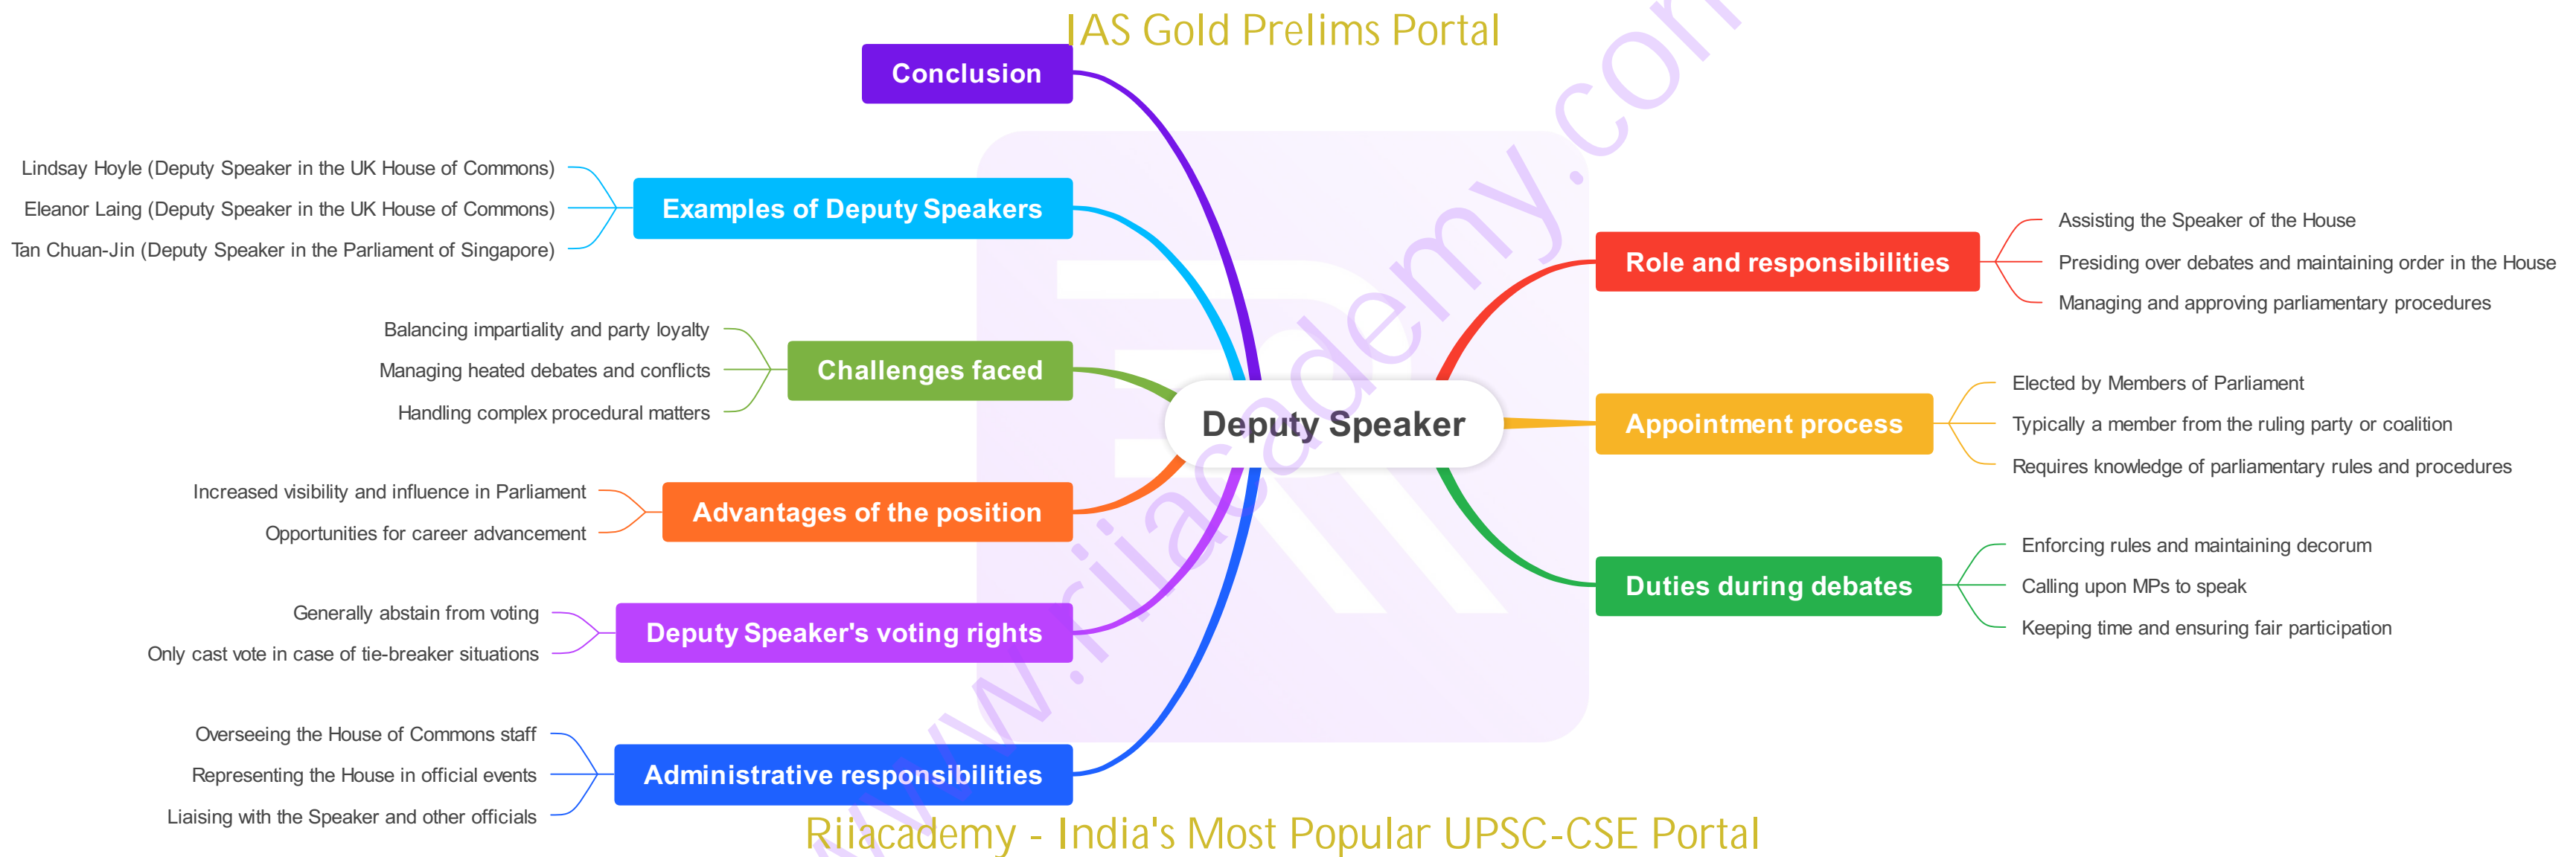 IAS Gold Prelims Portal
Conclusion
Examples of Deputy Speakers
Lindsay Hoyle (Deputy Speaker in the UK House of Commons)
Eleanor Laing (Deputy Speaker in the UK House of Commons)
Tan Chuan-Jin (Deputy Speaker in the Parliament of Singapore)
Challenges faced
Balancing impartiality and party loyalty
Managing heated debates and conflicts
Handling complex procedural matters
Advantages of the position
Increased visibility and influence in Parliament
Opportunities for career advancement
Deputy Speaker's voting rights
Generally abstain from voting
Only cast vote in case of tie-breaker situations
Administrative responsibilities
Overseeing the House of Commons staff
Representing the House in official events
Liaising with the Speaker and other officials
Deputy Speaker
Role and responsibilities
Assisting the Speaker of the House
Presiding over debates and maintaining order in the House
Managing and approving parliamentary procedures
Appointment process
Elected by Members of Parliament
Typically a member from the ruling party or coalition
Requires knowledge of parliamentary rules and procedures
Duties during debates
Enforcing rules and maintaining decorum
Calling upon MPs to speak
Keeping time and ensuring fair participation
www.riiacademy.com
Riiacademy - India's Most Popular UPSC-CSE Portal